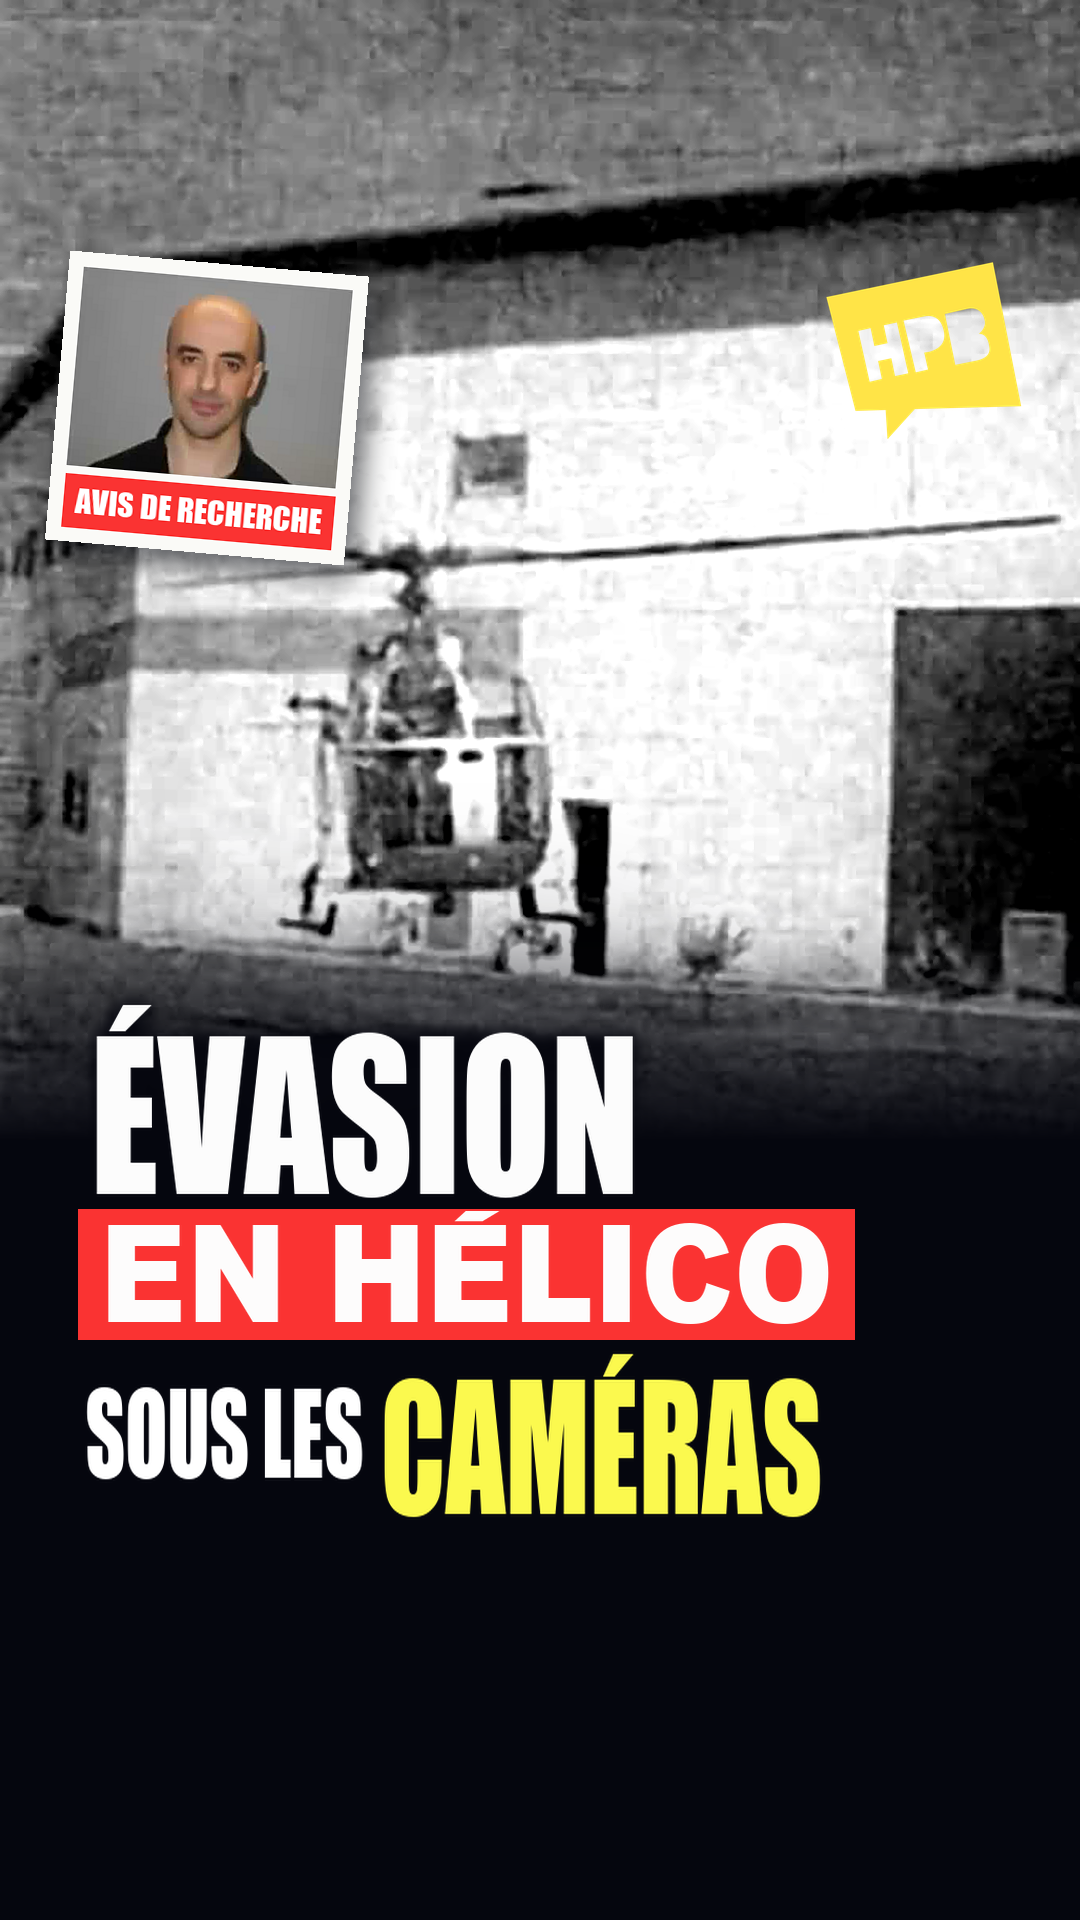 AVIS DE RECHERCHE
HPB
ÉVASION
EN HÉLICO
SOUS LES CAMÉRAS